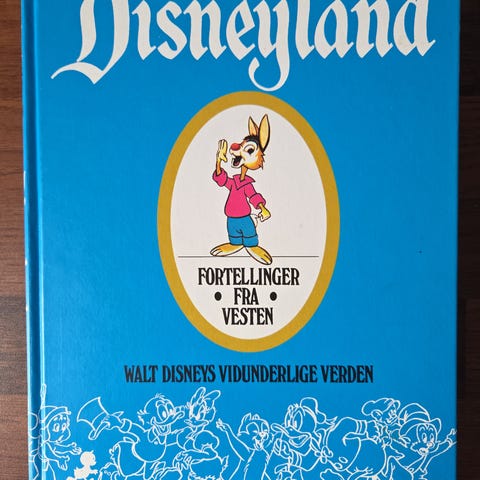 Disneyland
FORTELLINGER
• FRA •
VESTEN
WALT DISNEYS VIDUNDERLIGE VERDEN